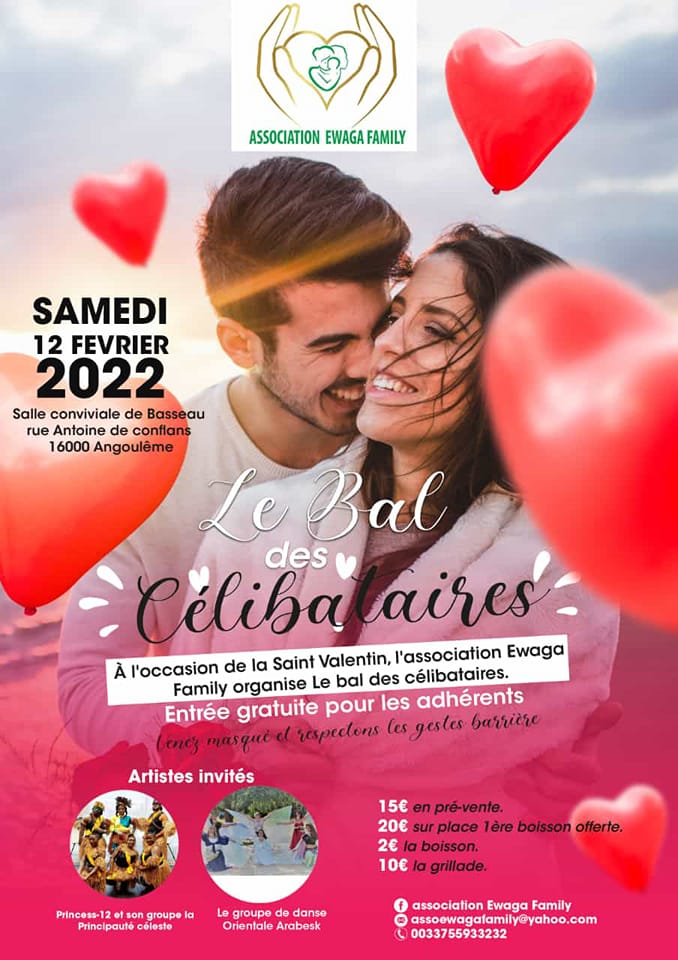 ASSOCIATION EWAGA FAMILY
SAMEDI
12 FEVRIER
2022
Salle conviviale de Basseau
rue Antoine de conflans
16000 Angoulême
Le Bal
des
Célibataires
À l'occasion de la Saint Valentin, l'association Ewaga
Family organise Le bal des célibataires.
Entrée gratuite pour les adhérents
Venez masqué et respectons les gestes barrière
Artistes invités
Princess-12 et son groupe la
Principauté céleste
Le groupe de danse
Orientale Arabesk
15€ en pré-vente.
20€ sur place 1ère boisson offerte.
2€ la boisson.
10€ la grillade.
association Ewaga Family
assoewagafamily@yahoo.com
0033755933232